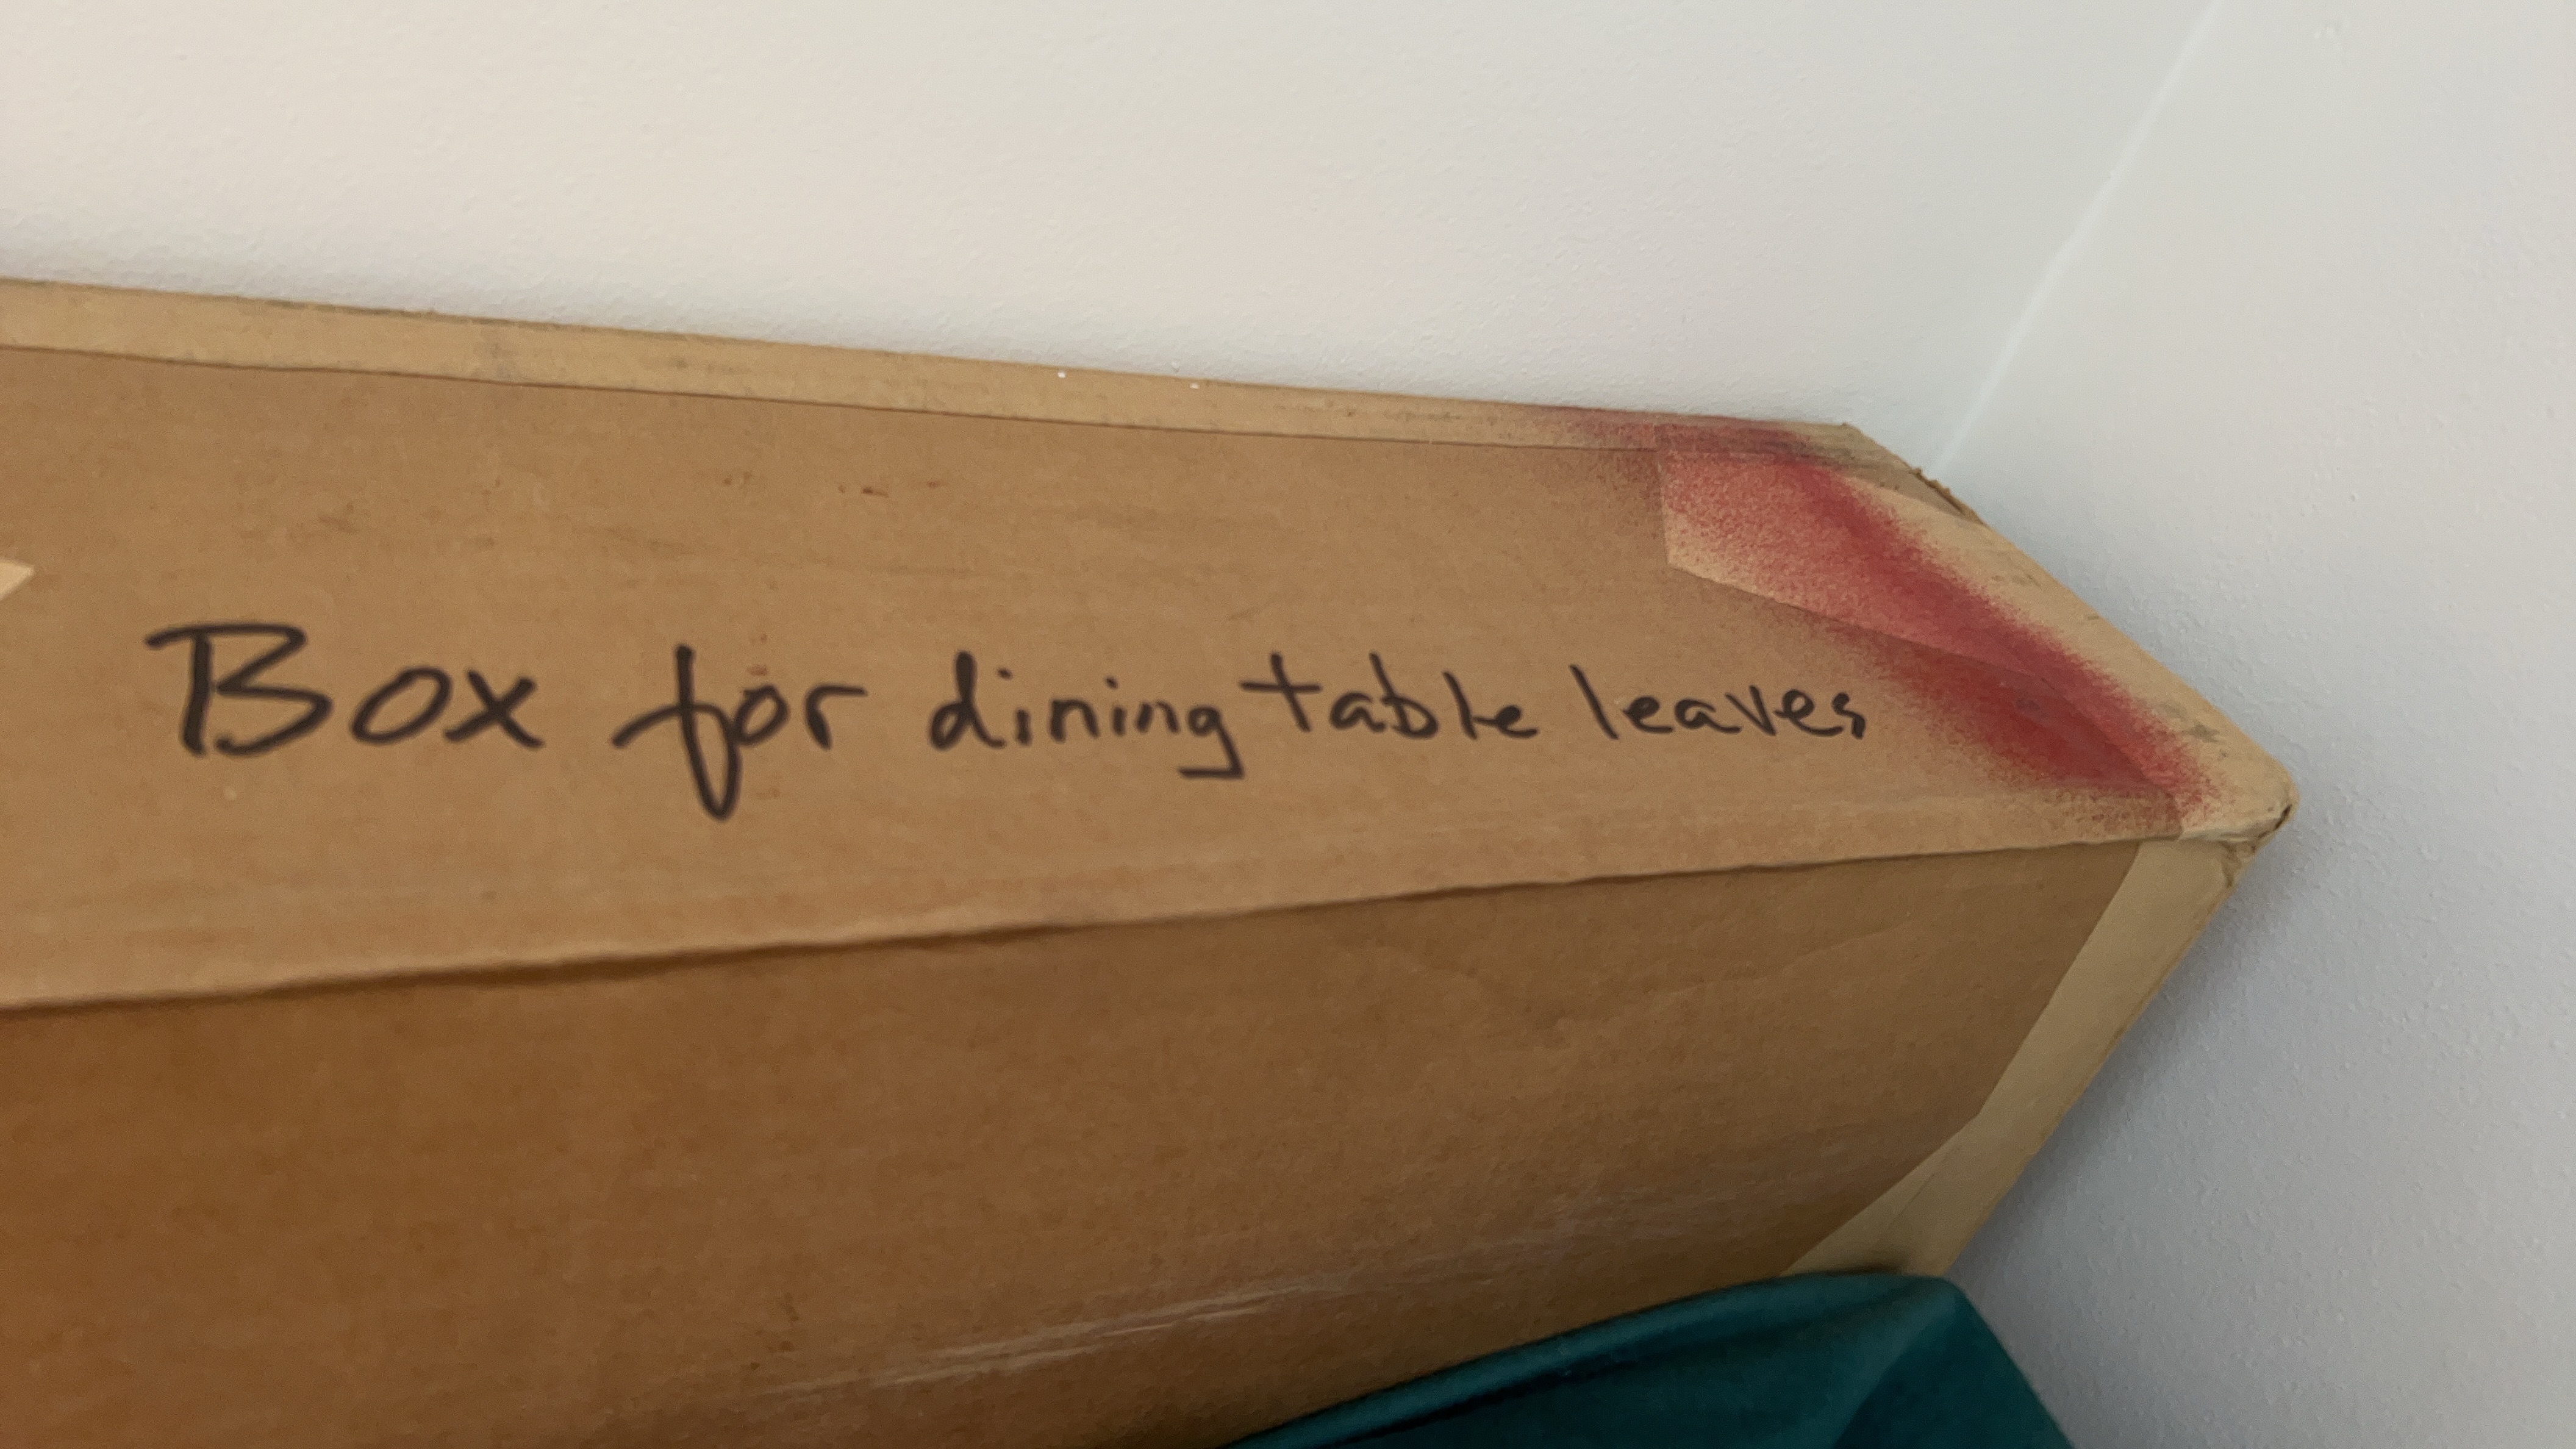 Box for dining table leaves